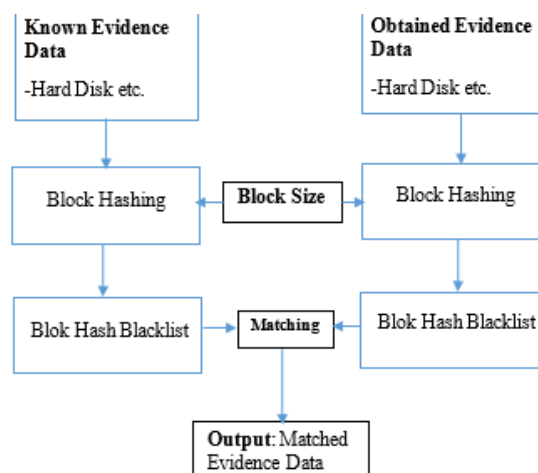 Known Evidence
Data
-Hard Disk etc.
Obtained Evidence
Data
-Hard Disk etc.
Block Hashing
Block Size
Block Hashing
Blok Hash Blacklist
Matching
Blok Hash Blacklist
Output: Matched
Evidence Data